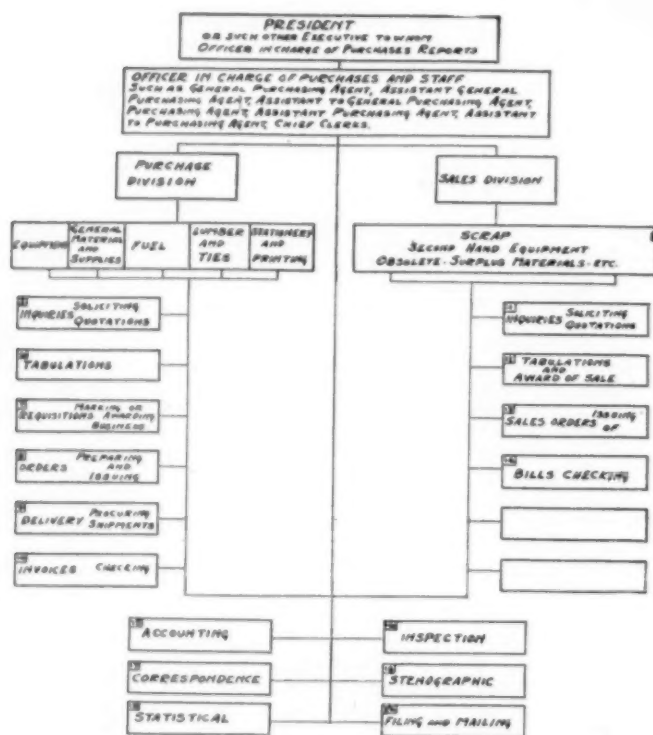 PRESIDENT
OR SUCH OTHER EXECUTIVE TO WHOM
OFFICER IN CHARGE OF PURCHASES REPORTS
OFFICER IN CHARGE OF PURCHASES AND STAFF
SUCH AS GENERAL PURCHASING AGENT, ASSISTANT GENERAL
PURCHASING AGENT, ASSISTANT TO GENERAL PURCHASING AGENT,
PURCHASING AGENT, ASSISTANT PURCHASING AGENT, ASSISTANT
TO PURCHASING AGENT, CHIEF CLERKS.
PURCHASE
DIVISION
SALES DIVISION
EQUIPMENT
GENERAL
MATERIAL
AND
SUPPLIES
FUEL
LUMBER
AND
TIES
STATIONERY
AND
PRINTING
SCRAP
SECOND HAND EQUIPMENT
OBSOLETE-SURPLUS MATERIALS-ETC.
INQUIRIES SOLICITING
QUOTATIONS
TABULATIONS
MARKING OF
REQUISITIONS AWARDING
BUSINESS
ORDERS PREPARING
AND
ISSUING
DELIVERY PROCURING
SHIPMENTS
INVOICES CHECKING
INQUIRIES SOLICITING
QUOTATIONS
TABULATIONS
AND
AWARD OF SALE
SALES ORDERS ISSUING
OF
BILLS CHECKING
ACCOUNTING
INSPECTION
CORRESPONDENCE
STENOGRAPHIC
STATISTICAL
FILING AND MAILING